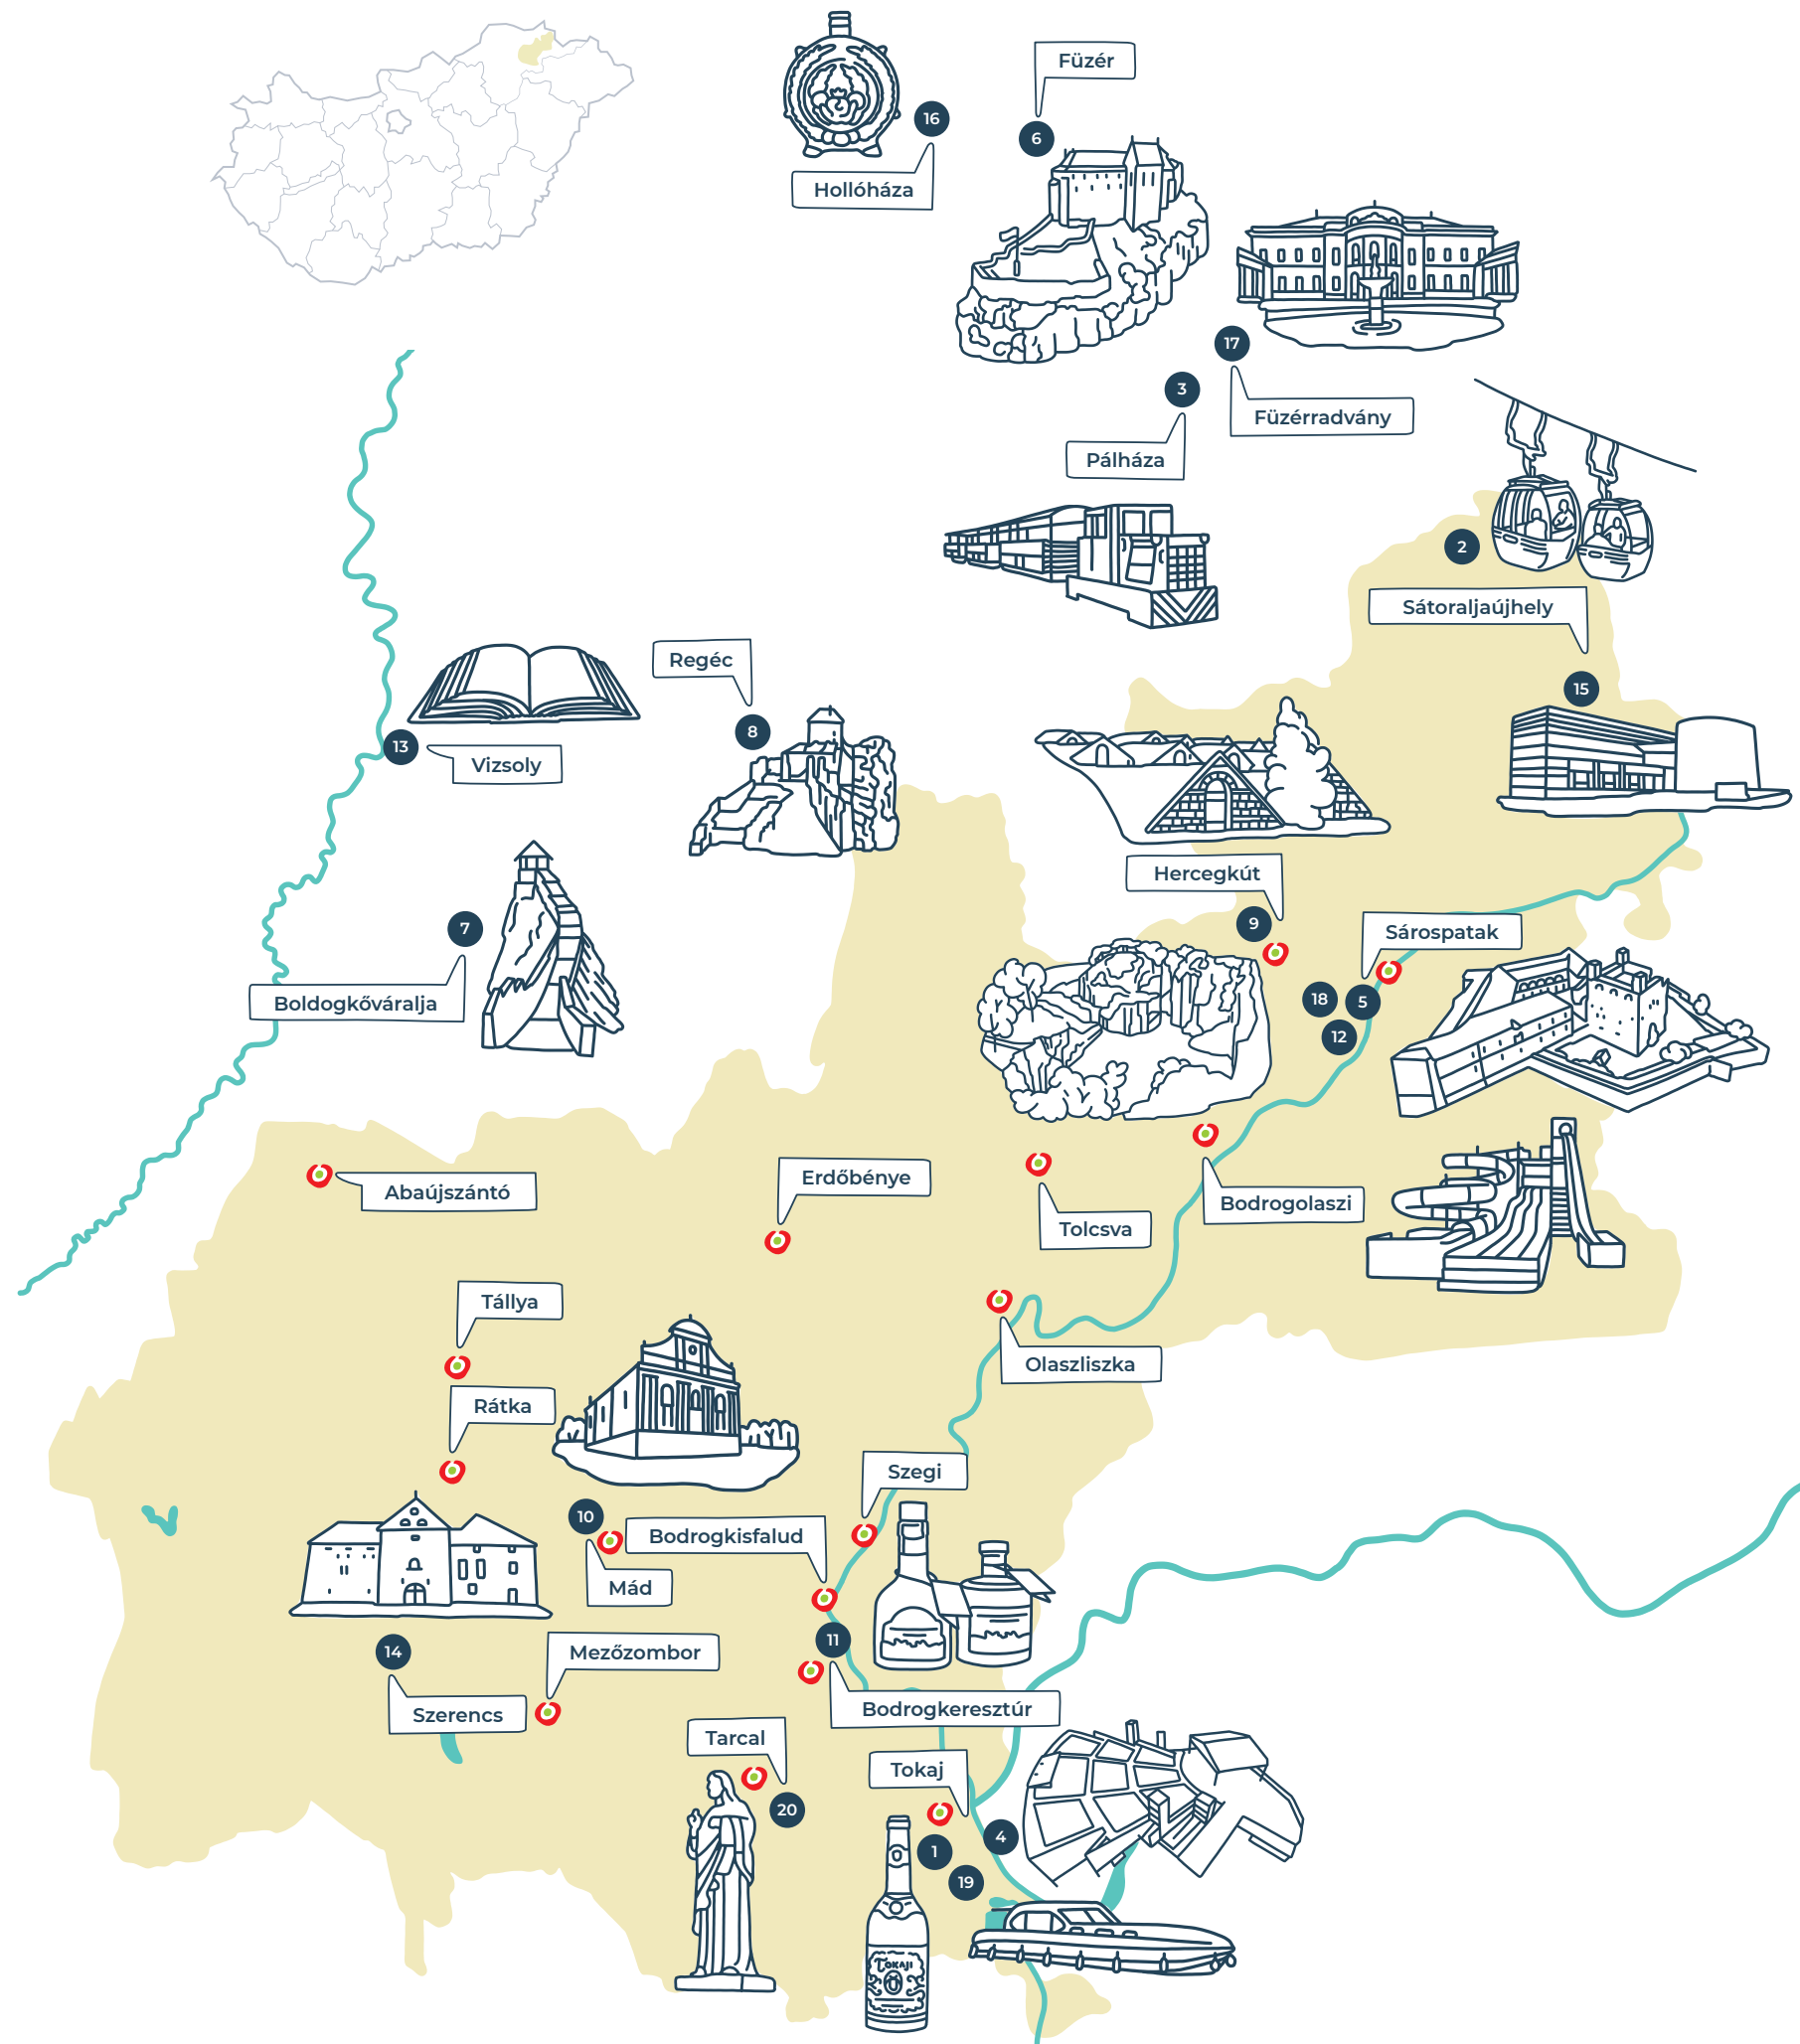 Füzér
16
6
Hollóháza
17
3
Füzérradvány
Pálháza
2
Sátoraljaújhely
Regéc
15
8
13
Vizsoly
Hercegkút
9
7
Sárospatak
18
5
12
Boldogkőváralja
Erdőbénye
Abaújszántó
Bodrogolaszi
Tolcsva
Tállya
Olaszliszka
Rátka
Szegi
10
Bodrogkisfalud
Mád
11
14
Mezőzombor
Bodrogkeresztúr
Szerencs
Tarcal
Tokaj
20
4
1
19
TOKAJI